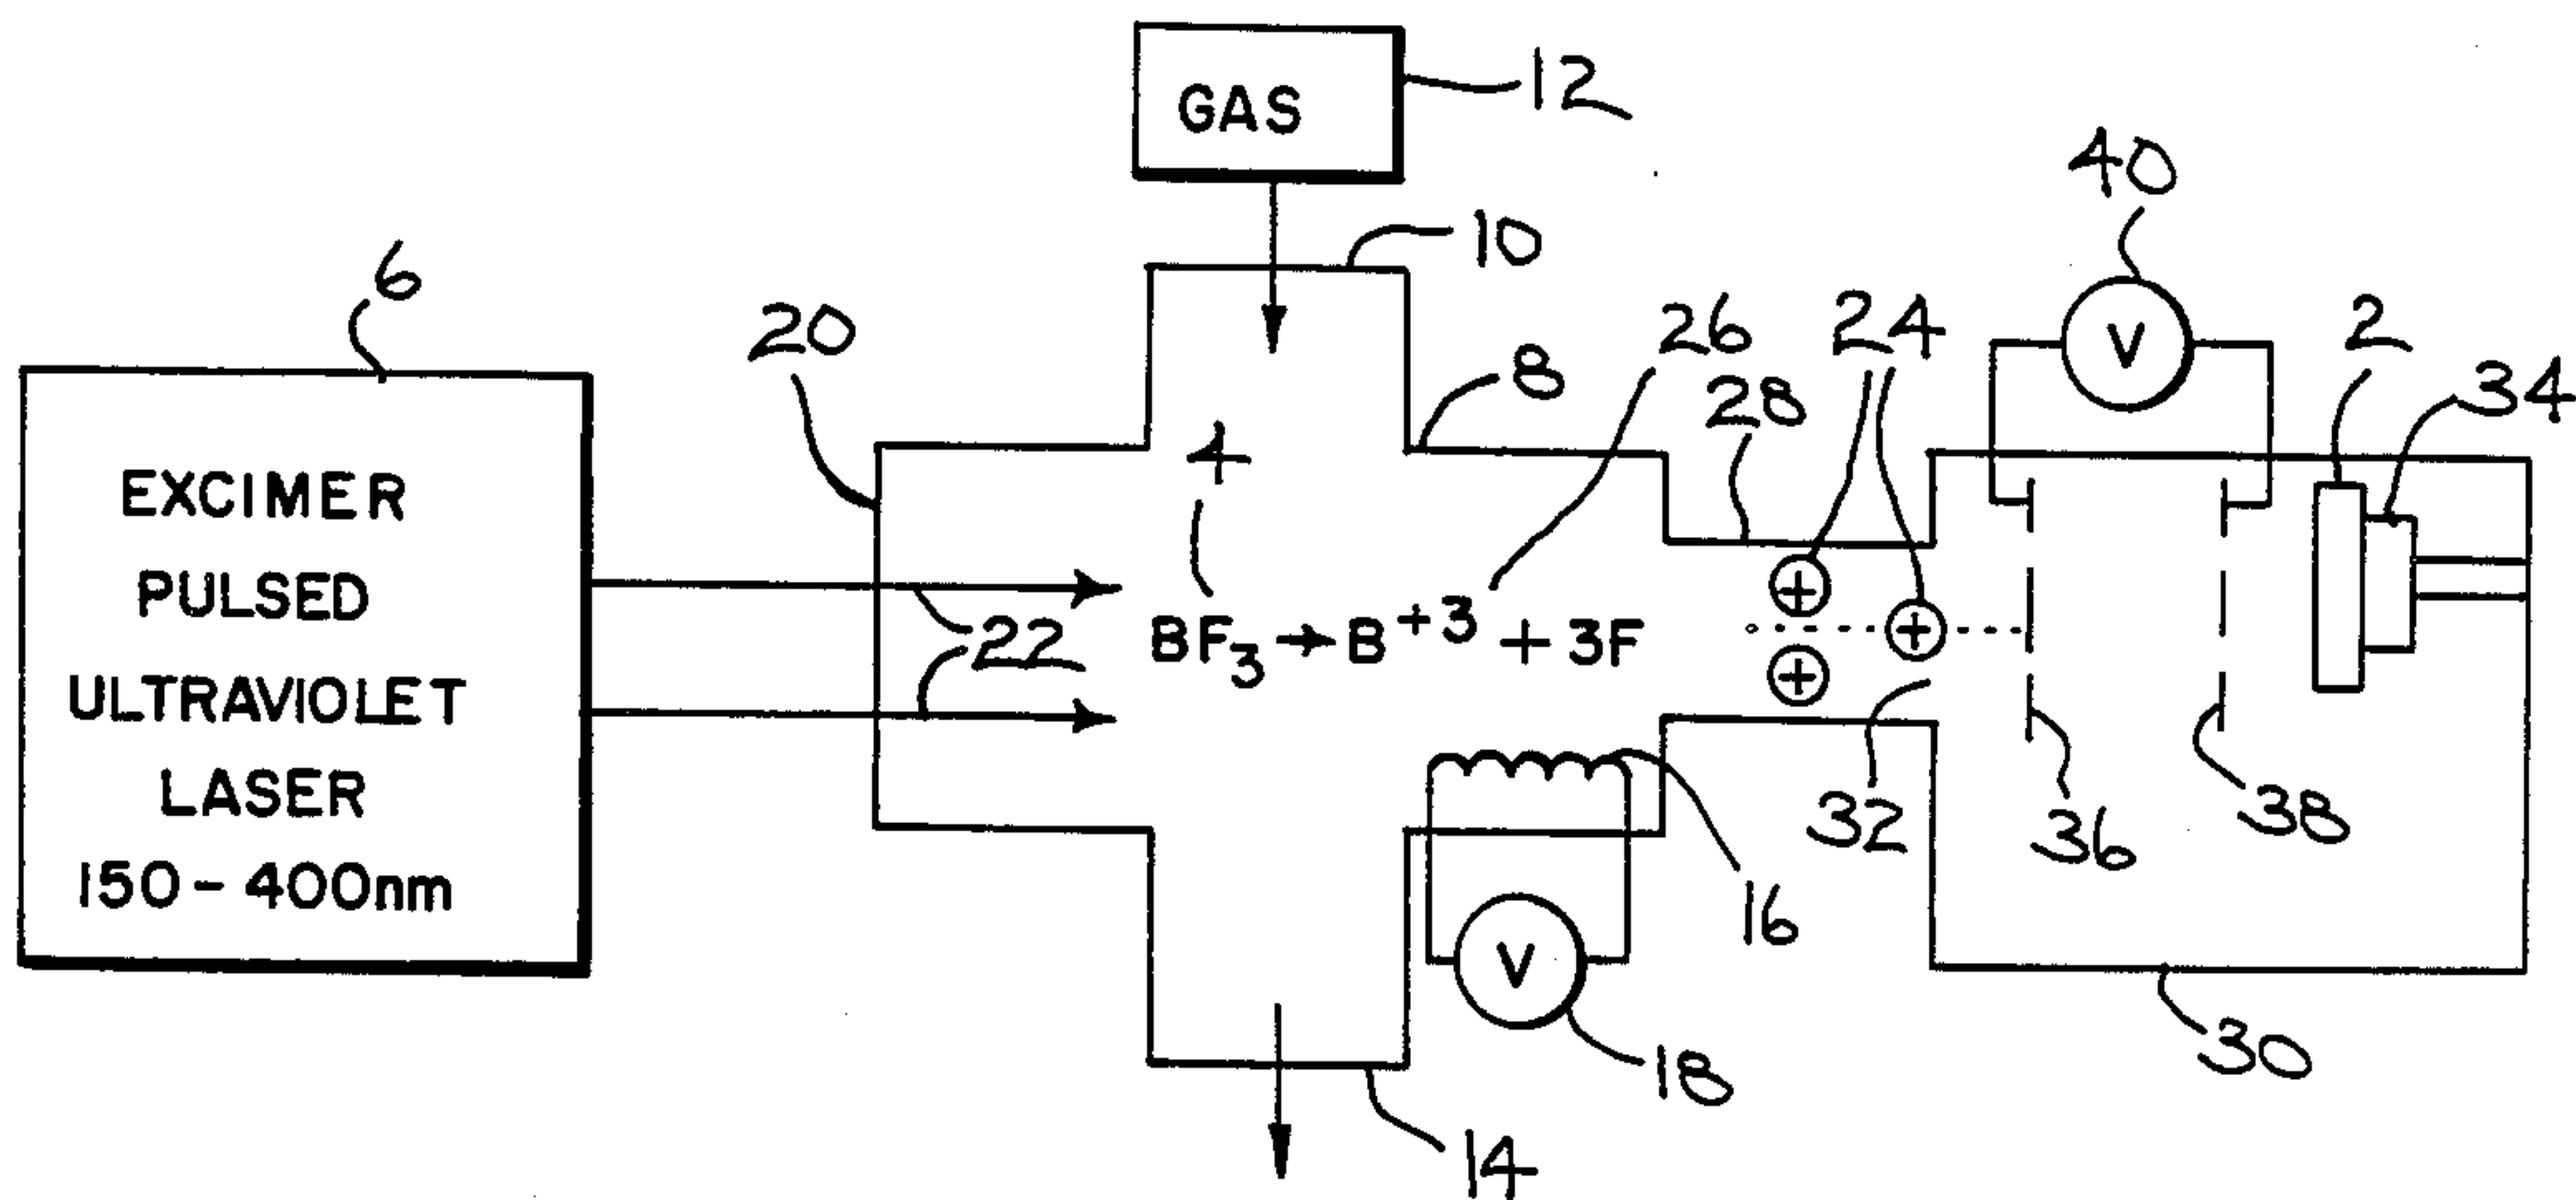 GAS
12
10
40
6
20
26
24
2
34
28
8
4
V
EXCIMER
PULSED
ULTRAVIOLET
LASER
150 - 400nm
22
BF₃ → B⁺³ + 3F
+
+
+
32
36
38
16
V
18
30
14